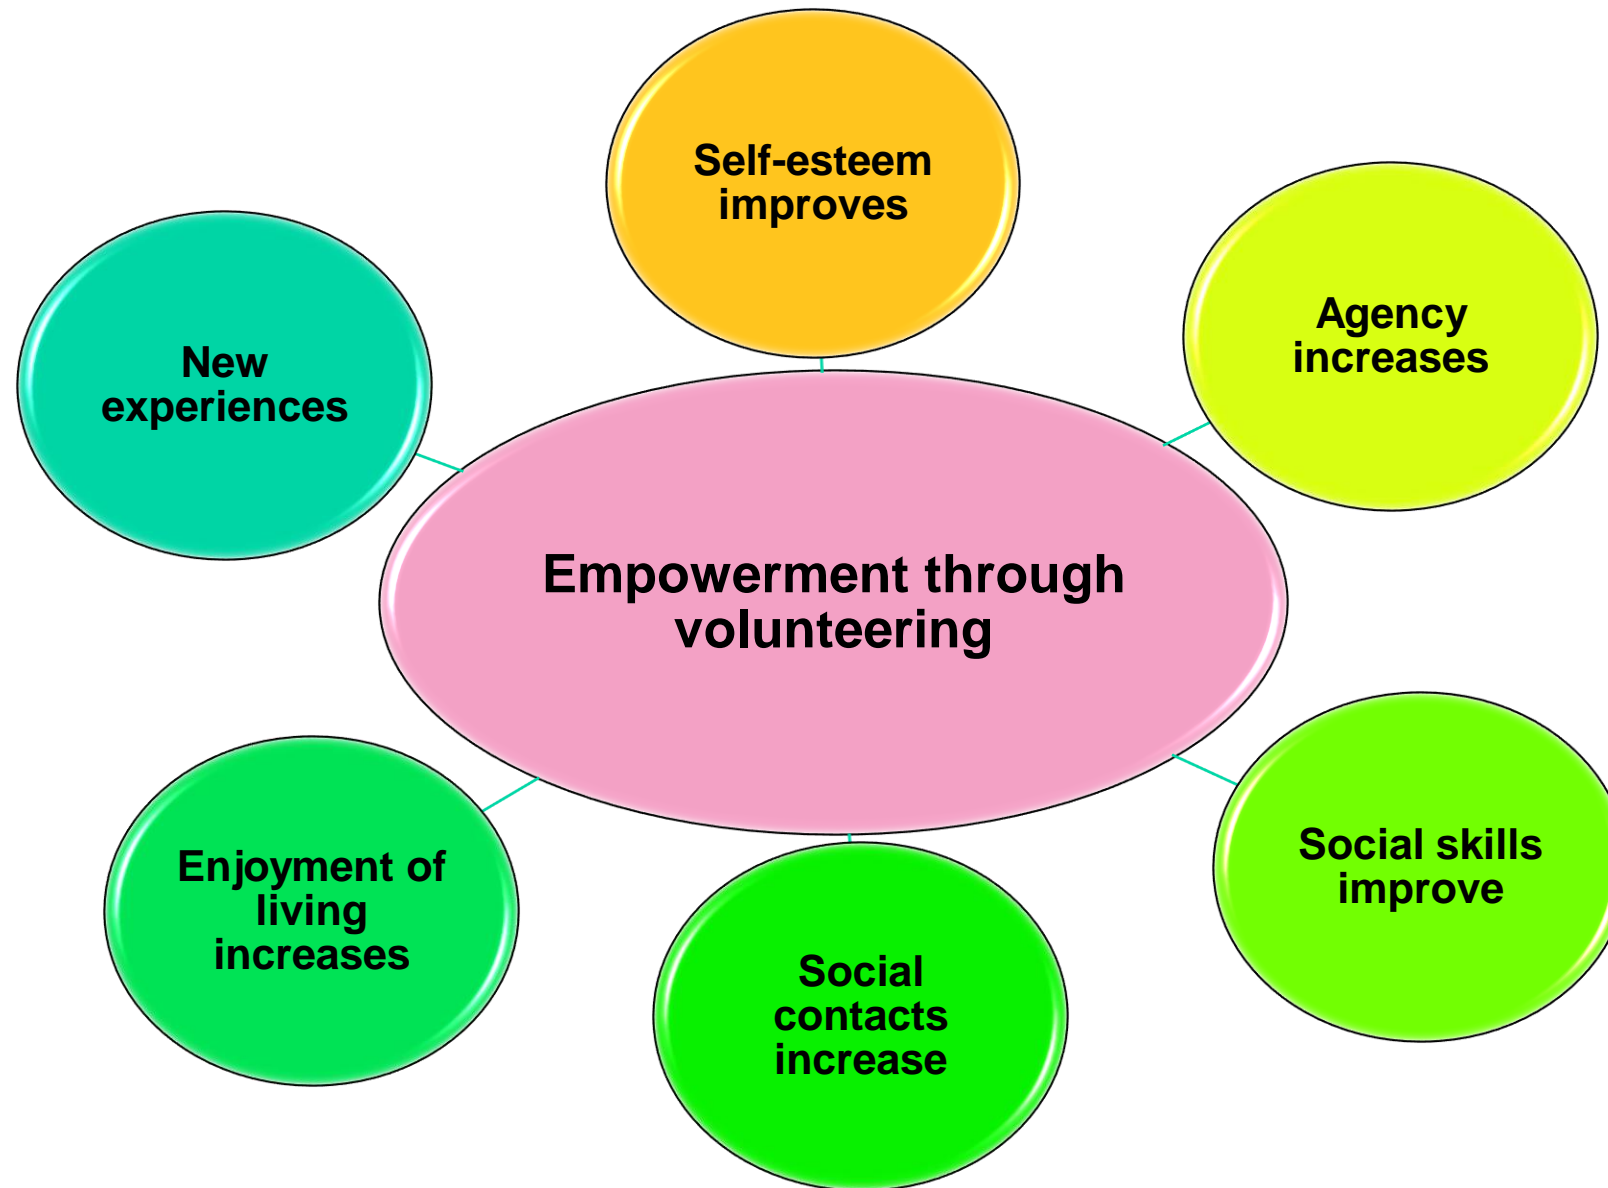 Self-esteem
improves
Agency
increases
New
experiences
Empowerment through
volunteering
Social skills
improve
Enjoyment of
living
increases
Social
contacts
increase